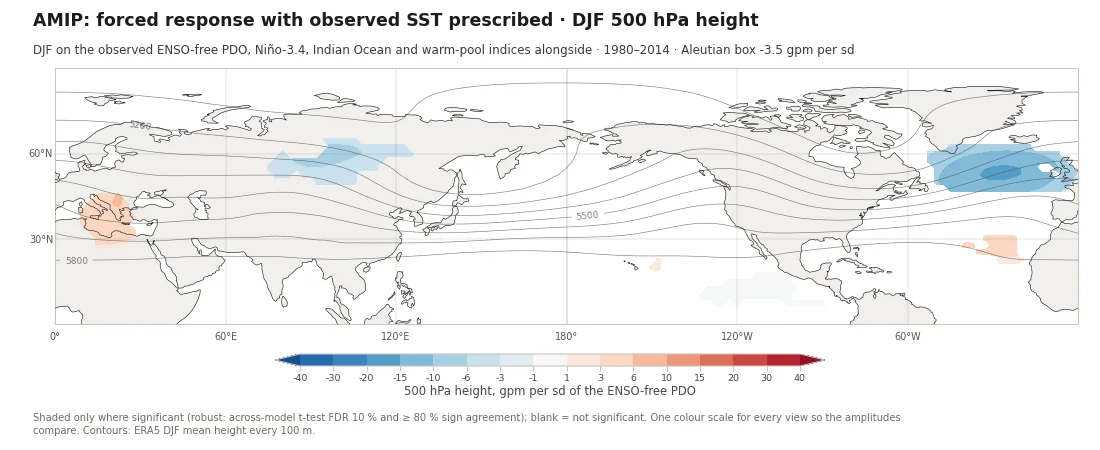 AMIP: forced response with observed SST prescribed · DJF 500 hPa height
DJF on the observed ENSO-free PDO, Niño-3.4, Indian Ocean and warm-pool indices alongside · 1980–2014 · Aleutian box -3.5 gpm per sd
5200
60°N
5500
30°N
5800
0° 60°E 120°E 180° 120°W 60°W
-40 -30 -20 -15 -10 -6 -3 -1 1 3 6 10 15 20 30 40
500 hPa height, gpm per sd of the ENSO-free PDO
Shaded only where significant (robust: across-model t-test FDR 10 % and ≥ 80 % sign agreement); blank = not significant. One colour scale for every view so the amplitudes
compare. Contours: ERA5 DJF mean height every 100 m.